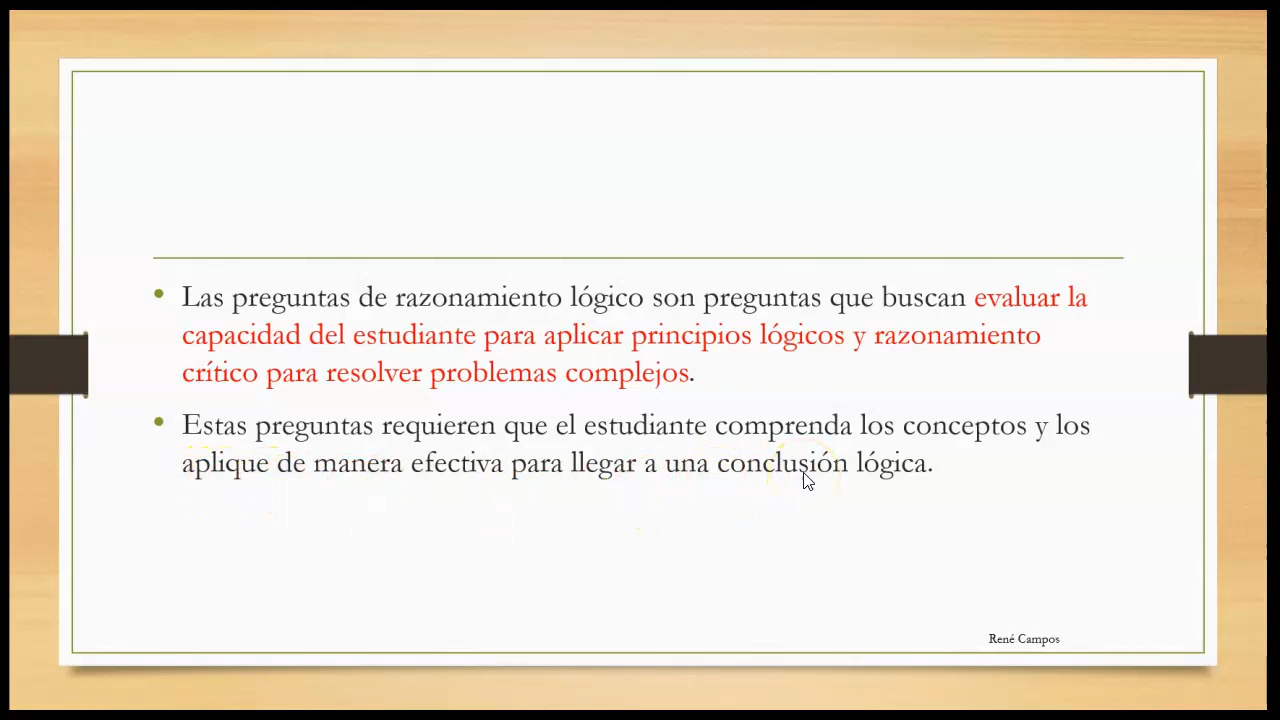 • Las preguntas de razonamiento lógico son preguntas que buscan evaluar la
capacidad del estudiante para aplicar principios lógicos y razonamiento
crítico para resolver problemas complejos.
• Estas preguntas requieren que el estudiante comprenda los conceptos y los
aplique de manera efectiva para llegar a una conclusión lógica.
René Campos